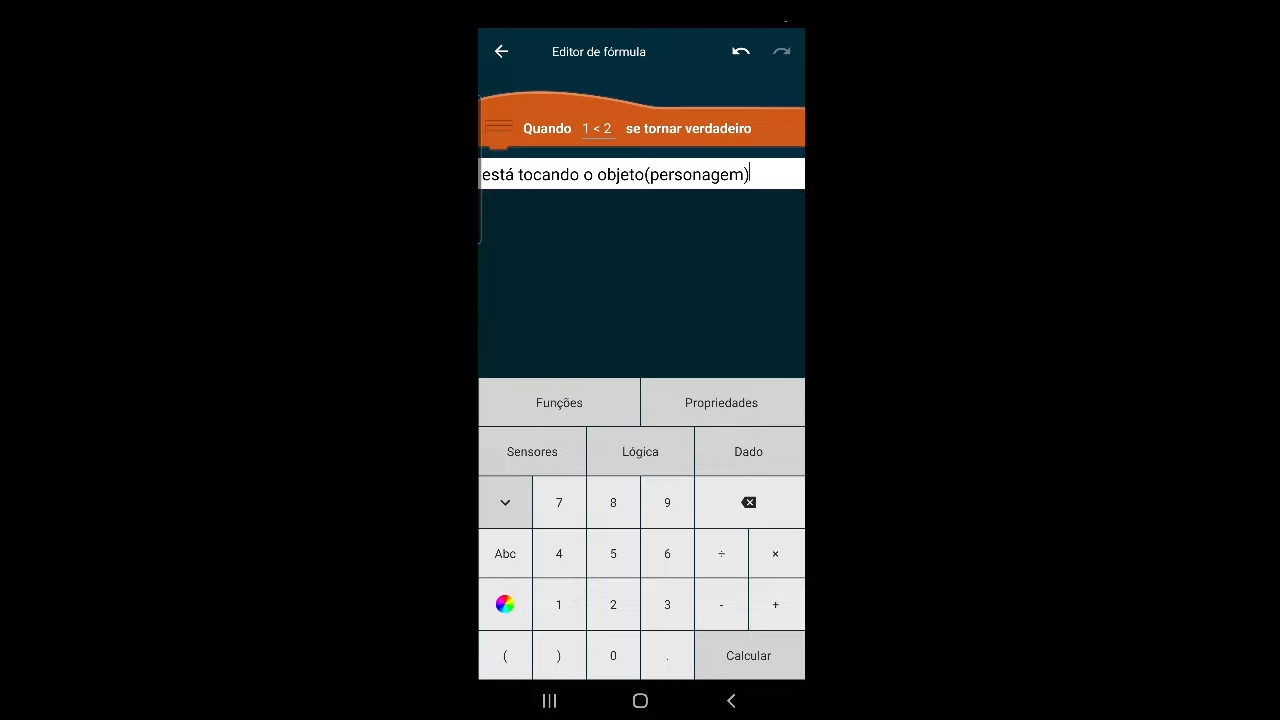 Editor de fórmula
Quando 1 < 2 se tornar verdadeiro
está tocando o objeto(personagem)
Funções Propriedades
Sensores Lógica Dado
7 8 9
Abc 4 5 6 ÷ ×
1 2 3 - +
( ) 0 . Calcular